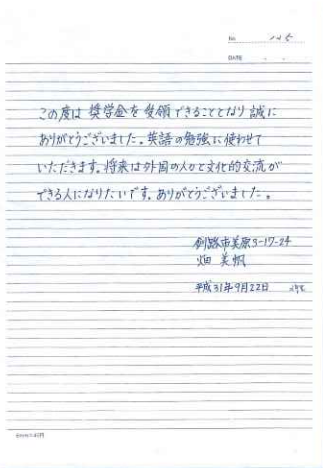 No.
DATE
この度は奨学金を受領できることとなり誠に
ありがとうございました。英語の勉強に使わせて
いただきます。将来は外国の人々と文化的交流が
できる人になりたいです。ありがとうございました。
釧路市美原3-17-24
畑 美帆
平成31年9月22日